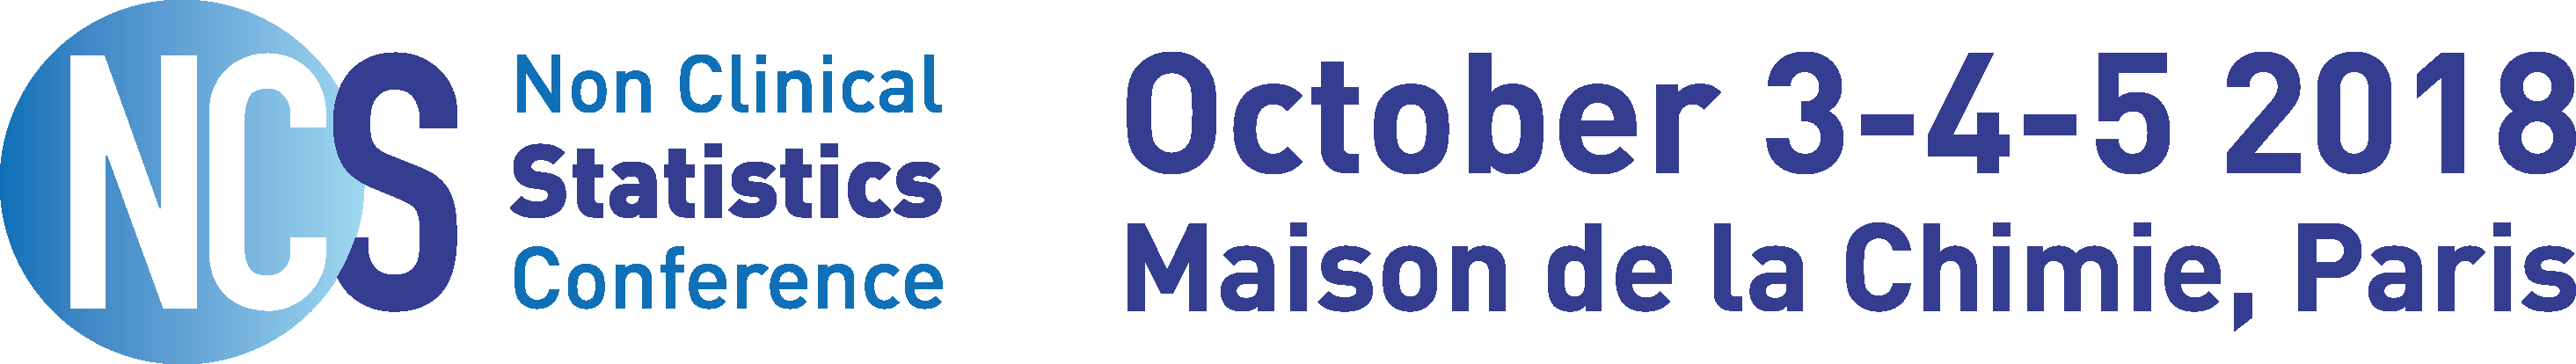 NCS
Non Clinical
Statistics
Conference
October 3-4-5 2018
Maison de la Chimie, Paris